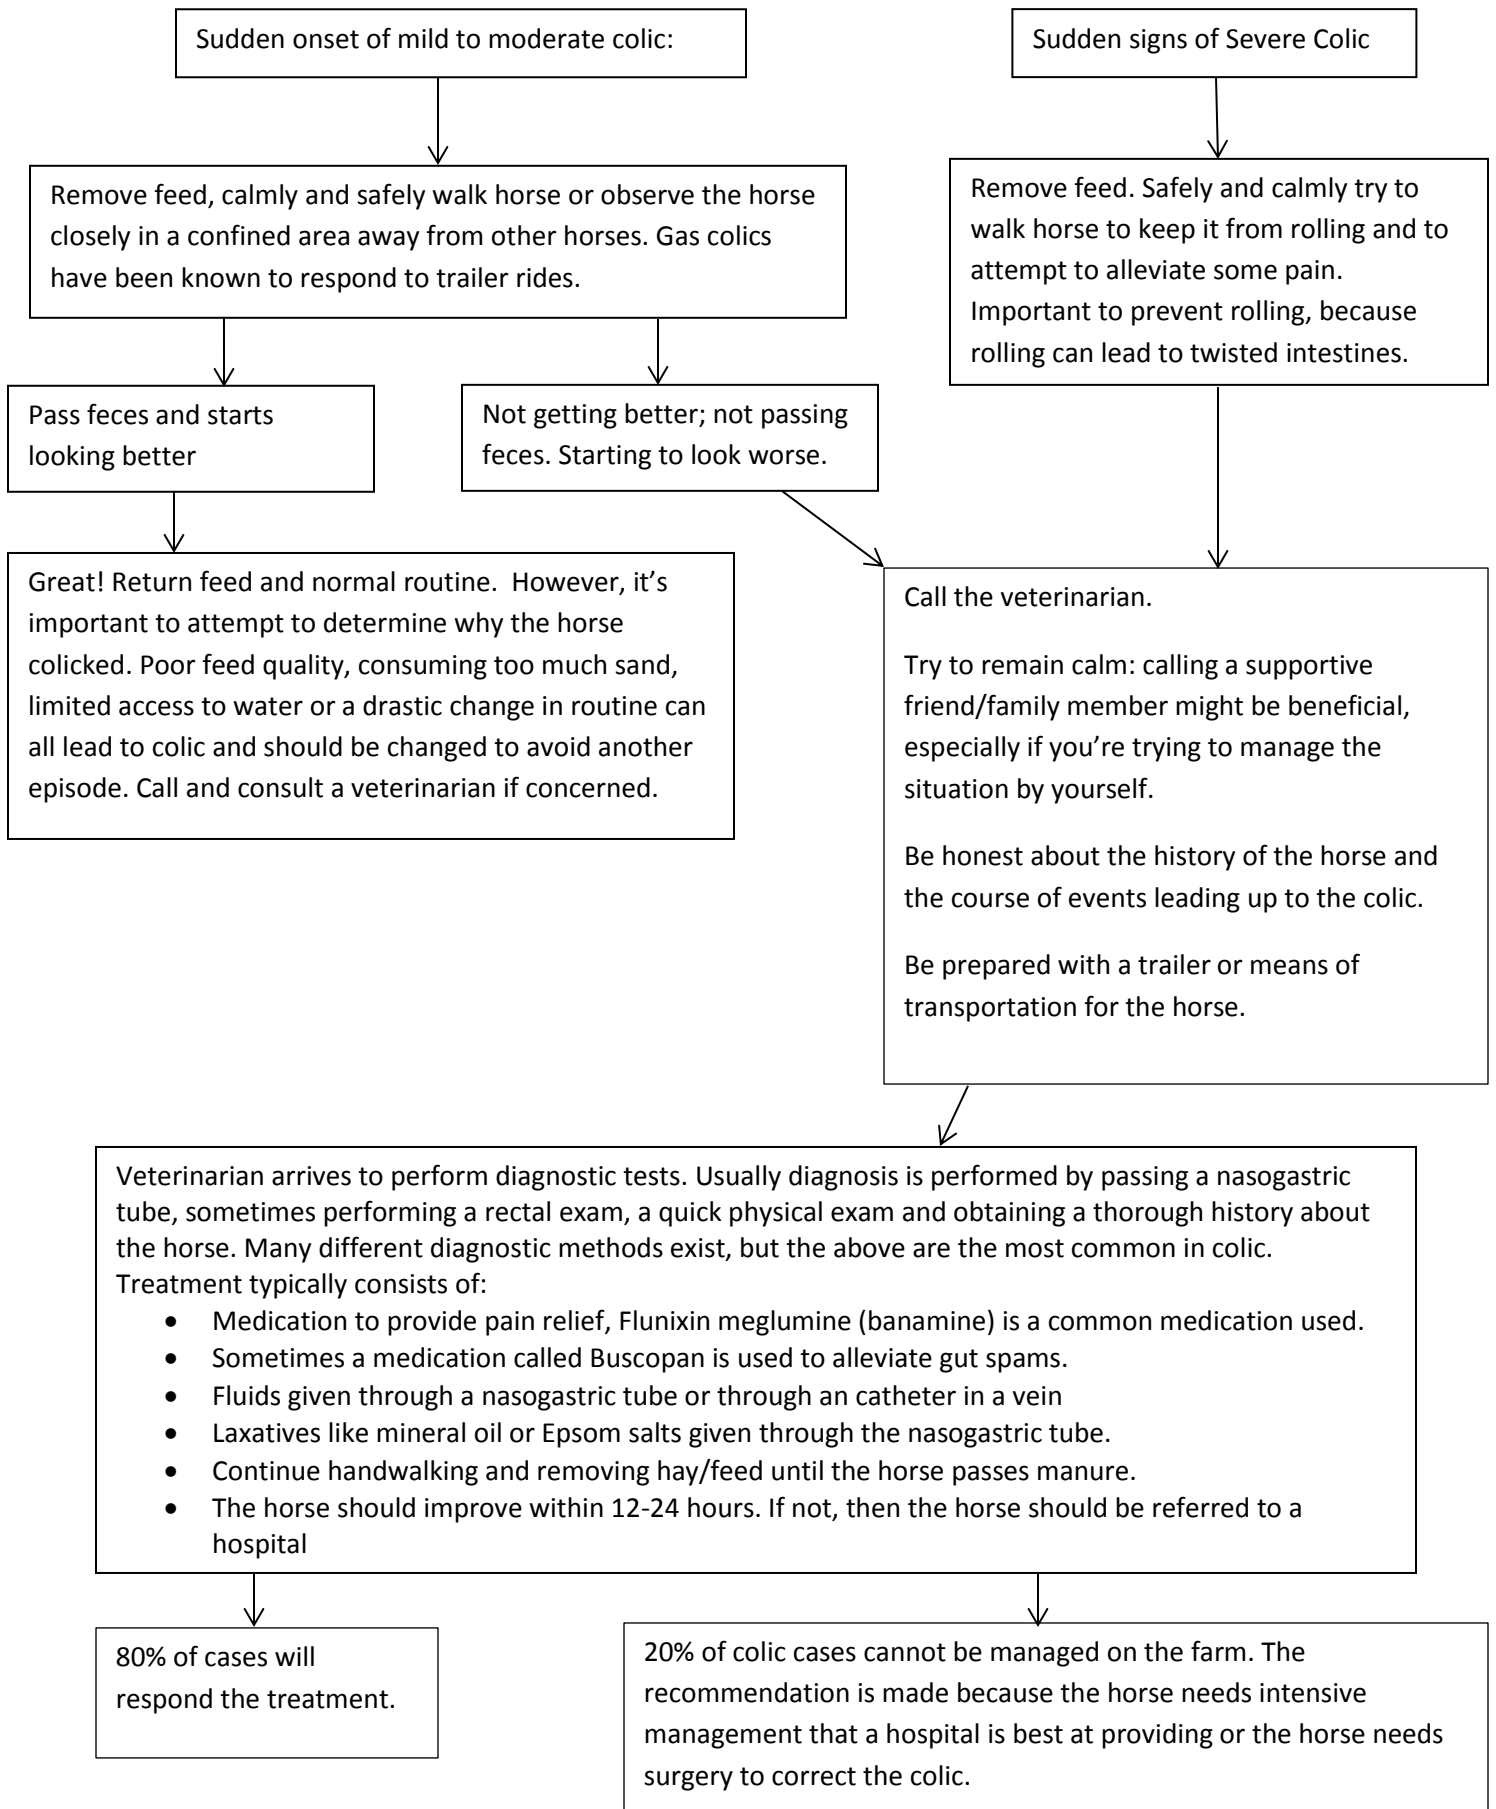 Sudden onset of mild to moderate colic:
Sudden signs of Severe Colic
Remove feed, calmly and safely walk horse or observe the horse
closely in a confined area away from other horses. Gas colics
have been known to respond to trailer rides.
Remove feed. Safely and calmly try to
walk horse to keep it from rolling and to
attempt to alleviate some pain.
Important to prevent rolling, because
rolling can lead to twisted intestines.
Pass feces and starts
looking better
Not getting better; not passing
feces. Starting to look worse.
Great! Return feed and normal routine.  However, it’s
important to attempt to determine why the horse
colicked. Poor feed quality, consuming too much sand,
limited access to water or a drastic change in routine can
all lead to colic and should be changed to avoid another
episode. Call and consult a veterinarian if concerned.
Call the veterinarian.
Try to remain calm: calling a supportive
friend/family member might be beneficial,
especially if you’re trying to manage the
situation by yourself.
Be honest about the history of the horse and
the course of events leading up to the colic.
Be prepared with a trailer or means of
transportation for the horse.
Veterinarian arrives to perform diagnostic tests. Usually diagnosis is performed by passing a nasogastric
tube, sometimes performing a rectal exam, a quick physical exam and obtaining a thorough history about
the horse. Many different diagnostic methods exist, but the above are the most common in colic.
Treatment typically consists of:
• Medication to provide pain relief, Flunixin meglumine (banamine) is a common medication used.
• Sometimes a medication called Buscopan is used to alleviate gut spams.
• Fluids given through a nasogastric tube or through an catheter in a vein
• Laxatives like mineral oil or Epsom salts given through the nasogastric tube.
• Continue handwalking and removing hay/feed until the horse passes manure.
• The horse should improve within 12-24 hours. If not, then the horse should be referred to a
hospital
80% of cases will
respond the treatment.
20% of colic cases cannot be managed on the farm. The
recommendation is made because the horse needs intensive
management that a hospital is best at providing or the horse needs
surgery to correct the colic.